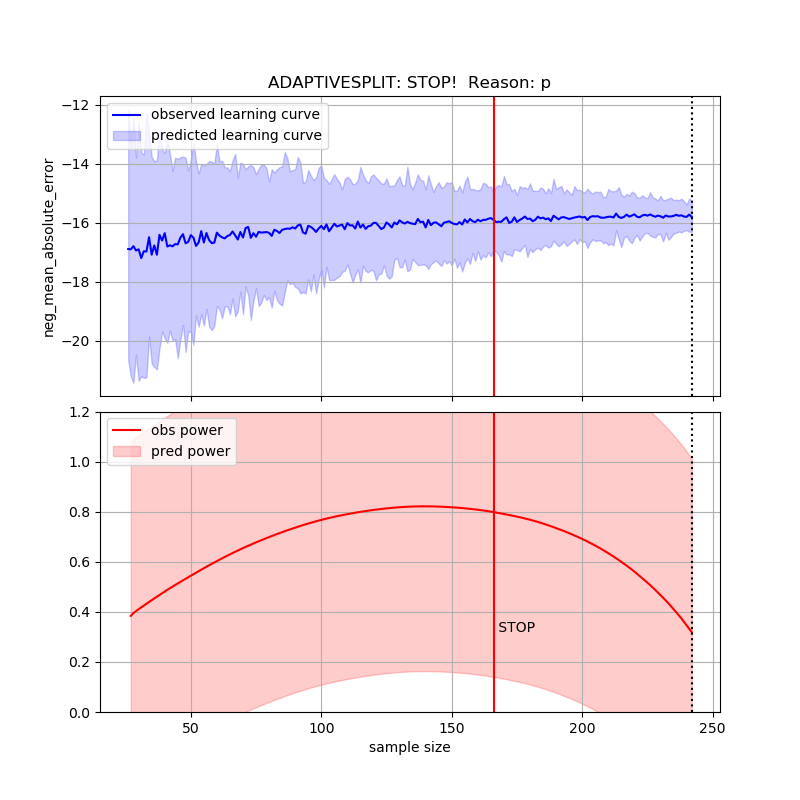 ADAPTIVESPLIT: STOP!  Reason: p
observed learning curve
predicted learning curve
neg_mean_absolute_error
−12
−14
−16
−18
−20
obs power
pred power
1.2
1.0
0.8
0.6
0.4
0.2
0.0
STOP
50
100
150
200
250
sample size